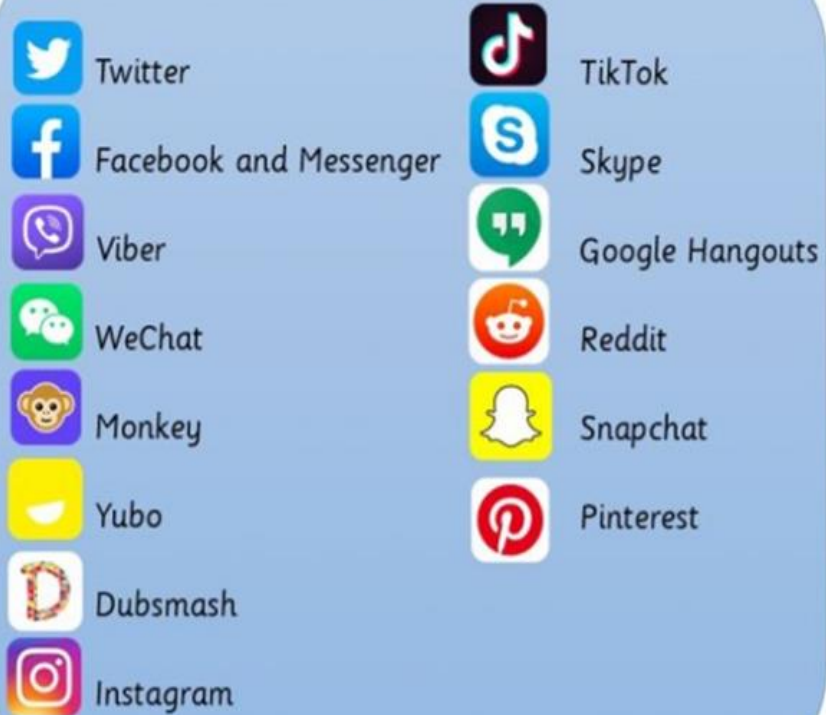 Twitter
Facebook and Messenger
Viber
WeChat
Monkey
Yubo
Dubsmash
Instagram
TikTok
Skype
Google Hangouts
Reddit
Snapchat
Pinterest